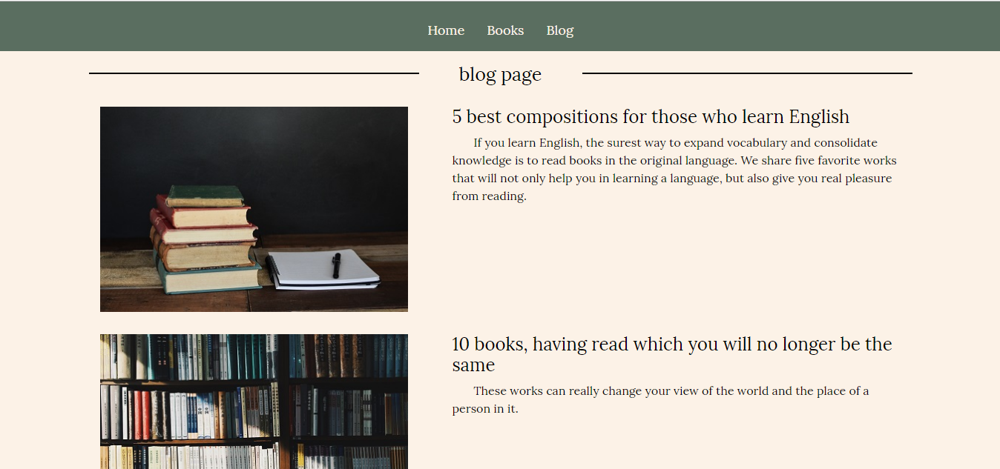 Home Books Blog
blog page
5 best compositions for those who learn English
If you learn English, the surest way to expand vocabulary and consolidate
knowledge is to read books in the original language. We share five favorite works
that will not only help you in learning a language, but also give you real pleasure
from reading.
10 books, having read which you will no longer be the
same
These works can really change your view of the world and the place of a
person in it.